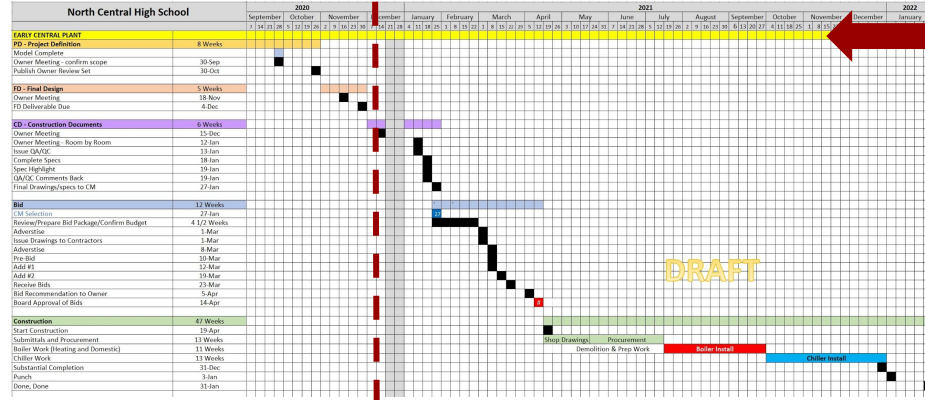 North Central High School
2020 2021 2022
September October November December January February March April May June July August September October November December January
EARLY CENTRAL PLANT
PD - Project Definition 8 Weeks
Model Complete
Owner Meeting - confirm scope 30-Sep
Publish Owner Review Set 30-Oct
FD - Final Design 5 Weeks
Owner Meeting 18-Nov
FD Deliverable Due 4-Dec
CD - Construction Documents 6 Weeks
Owner Meeting 15-Dec
Owner Meeting - Room by Room 12-Jan
Issue QA/QC 13-Jan
Complete Specs 18-Jan
Spec Highlight 19-Jan
QA/QC Comments Back 19-Jan
Final Drawings/specs to CM 27-Jan
Bid 12 Weeks
CM Selection 27-Jan 27
Review/Prepare Bid Package/Confirm Budget 4 1/2 Weeks
Adverstise 1-Mar
Issue Drawings to Contractors 1-Mar
Adverstise 8-Mar
Pre-Bid 10-Mar
Add #1 12-Mar
Add #2 19-Mar
DRAFT
Receive Bids 23-Mar
Bid Recommendation to Owner 5-Apr
Board Approval of Bids 14-Apr
Construction 47 Weeks
Start Construction 19-Apr
Submittals and Procurement 13 Weeks Shop Drawings Procurement
Boiler Work (Heating and Domestic) 11 Weeks Demolition & Prep Work Boiler Install
Chiller Work 13 Weeks Chiller Install
Substantial Completion 31-Dec
Punch 3-Jan
Done, Done 31-Jan